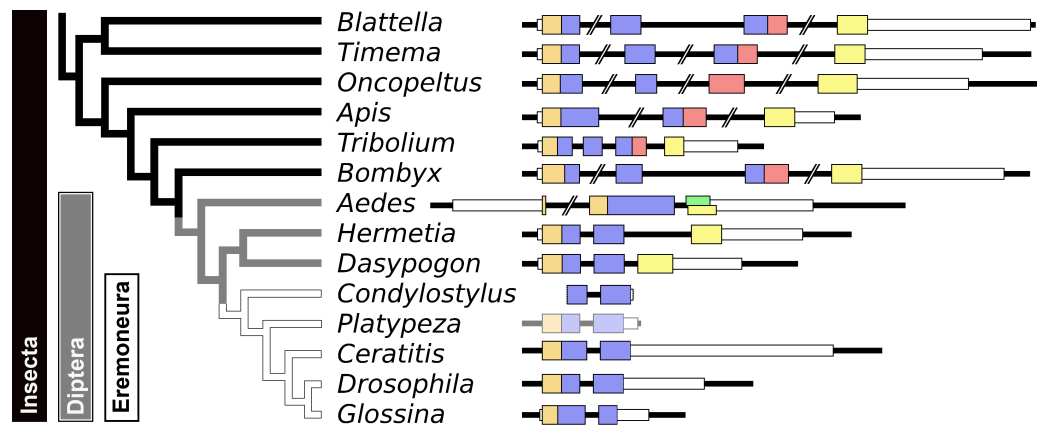 Blattella
Timema
Oncopeltus
Apis
Tribolium
Bombyx
Aedes
Hermetia
Dasypogon
Condylostylus
Platypeza
Ceratitis
Drosophila
Glossina
Insecta
Diptera
Eremoneura